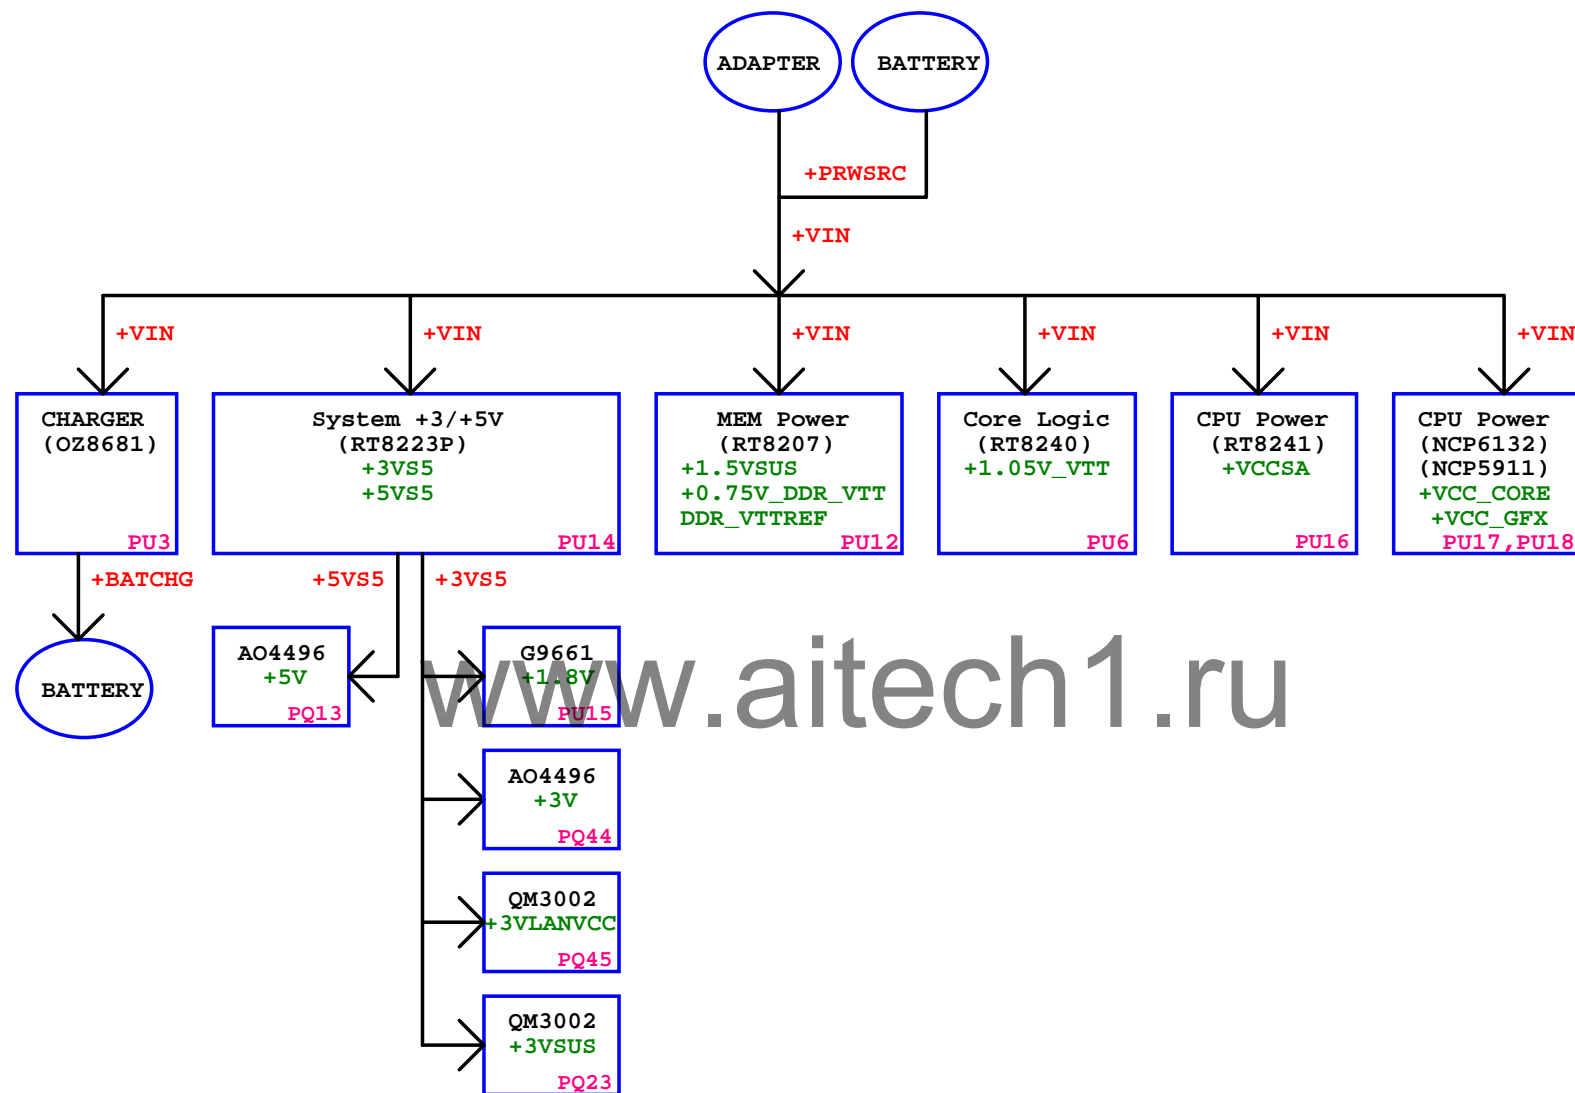 ADAPTER
BATTERY
+PRWSRC
+VIN
+VIN
+VIN
+VIN
+VIN
+VIN
+VIN
CHARGER
(OZ8681)
PU3
System +3/+5V
(RT8223P)
+3VS5
+5VS5
PU14
MEM Power
(RT8207)
+1.5VSUS
+0.75V_DDR_VTT
DDR_VTTREF
PU12
Core Logic
(RT8240)
+1.05V_VTT
PU6
CPU Power
(RT8241)
+VCCSA
PU16
CPU Power
(NCP6132)
(NCP5911)
+VCC_CORE
+VCC_GFX
PU17,PU18
+BATCHG
+5VS5
+3VS5
BATTERY
AO4496
+5V
PQ13
G9661
+1.8V
PU15
www.aitech1.ru
AO4496
+3V
PQ44
QM3002
+3VLANVCC
PQ45
QM3002
+3VSUS
PQ23